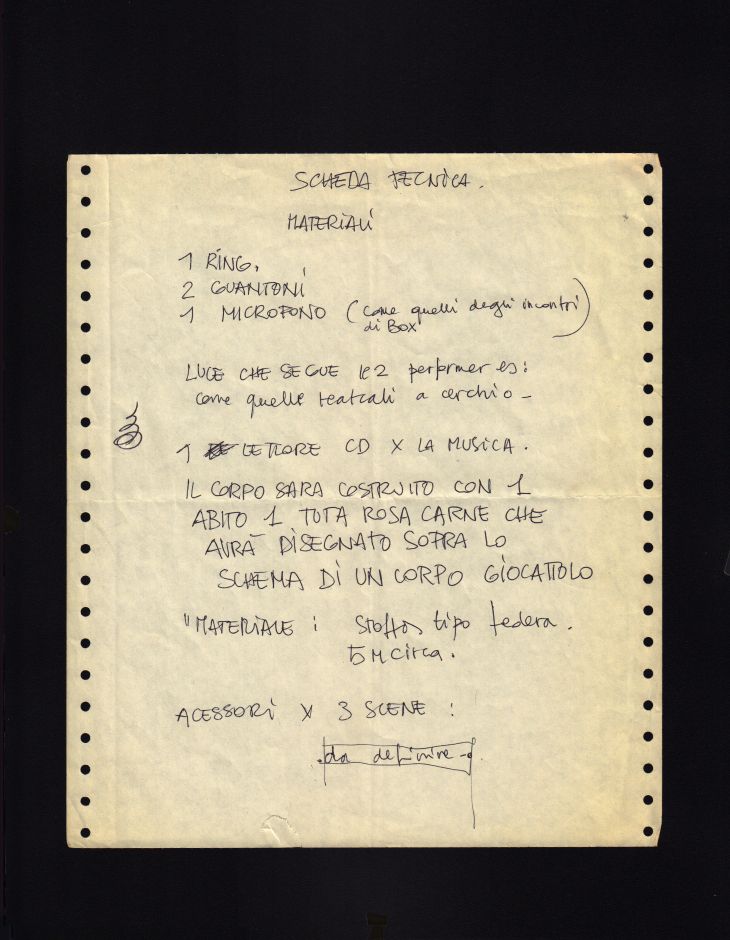 SCHEDA TECNICA.
MATERIALI
1 RING.
2 GUANTONI
1 MICROFONO (come quelli degli incontri
di Box)
LUCE CHE SEGUE le 2 performer es:
come quelle teatrali a cerchio -
1 LETTORE CD X LA MUSICA.
IL CORPO SARA COSTRUITO CON 1
ABITO 1 TUTA ROSA CARNE CHE
AVRÀ DISEGNATO SOPRA LO
SCHEMA DI UN CORPO GIOCATTOLO
"MATERIALE : Stoffa tipo federa.
5 M circa.
ACESSORI X 3 SCENE :
da definire